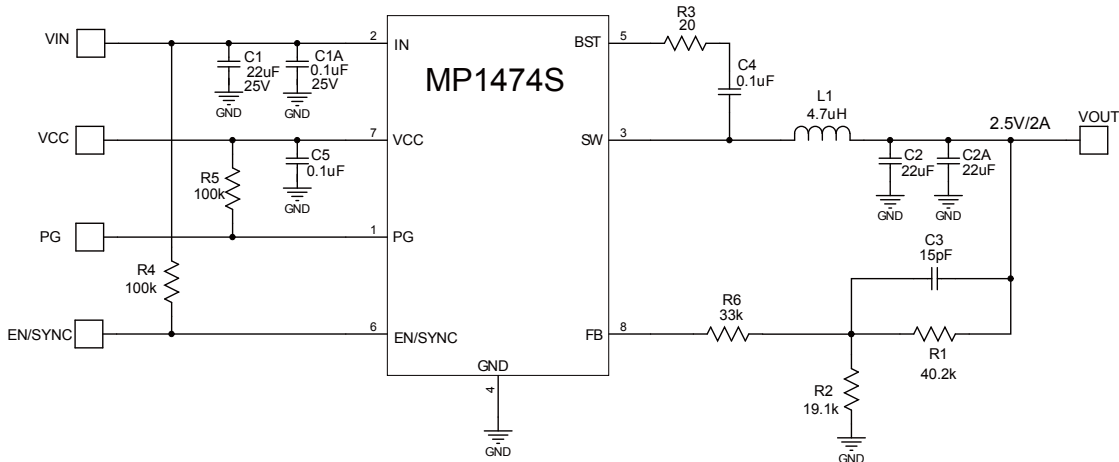 VIN
2
IN
C1
22uF
25V
GND
C1A
0.1uF
25V
GND
VCC
7
VCC
C5
0.1uF
GND
R5
100k
PG
1
PG
R4
100k
EN/SYNC
6
EN/SYNC
MP1474S
GND
4
GND
BST
5
R3
20
C4
0.1uF
SW
3
L1
4.7uH
2.5V/2A
VOUT
C2
22uF
GND
C2A
22uF
GND
C3
15pF
FB
8
R6
33k
R1
40.2k
R2
19.1k
GND